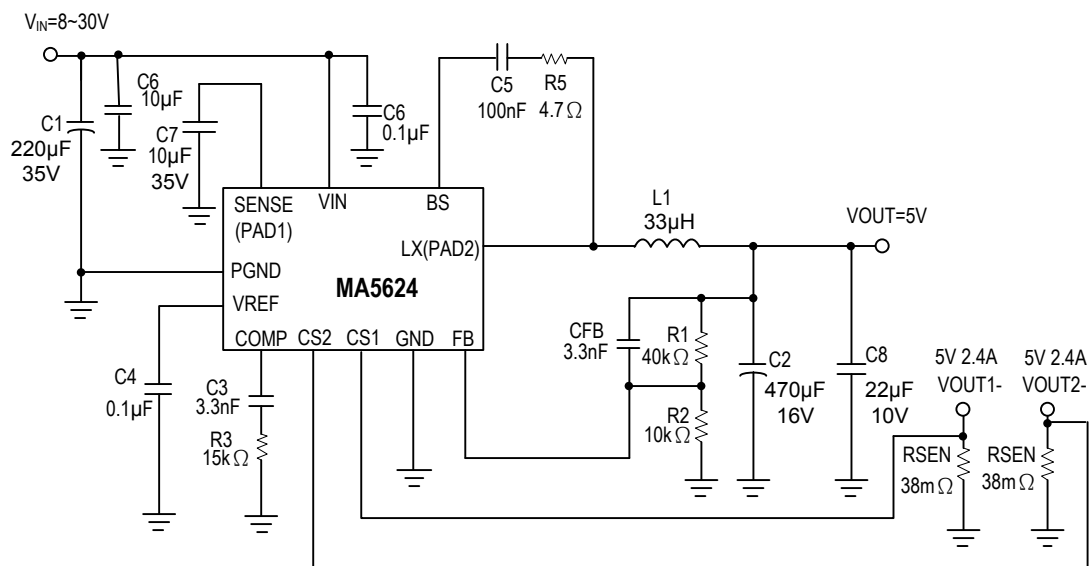 VIN=8~30V
C6
10μF
C1
220μF
35V
C7
10μF
35V
C6
0.1μF
C5
100nF
R5
4.7Ω
SENSE
(PAD1)
VIN
BS
LX(PAD2)
L1
33μH
VOUT=5V
PGND
MA5624
VREF
COMP
CS2
CS1
GND
FB
CFB
3.3nF
R1
40kΩ
C2
470μF
16V
C8
22μF
10V
5V 2.4A
VOUT1-
5V 2.4A
VOUT2-
C4
0.1μF
C3
3.3nF
R3
15kΩ
R2
10kΩ
RSEN
38mΩ
RSEN
38mΩ